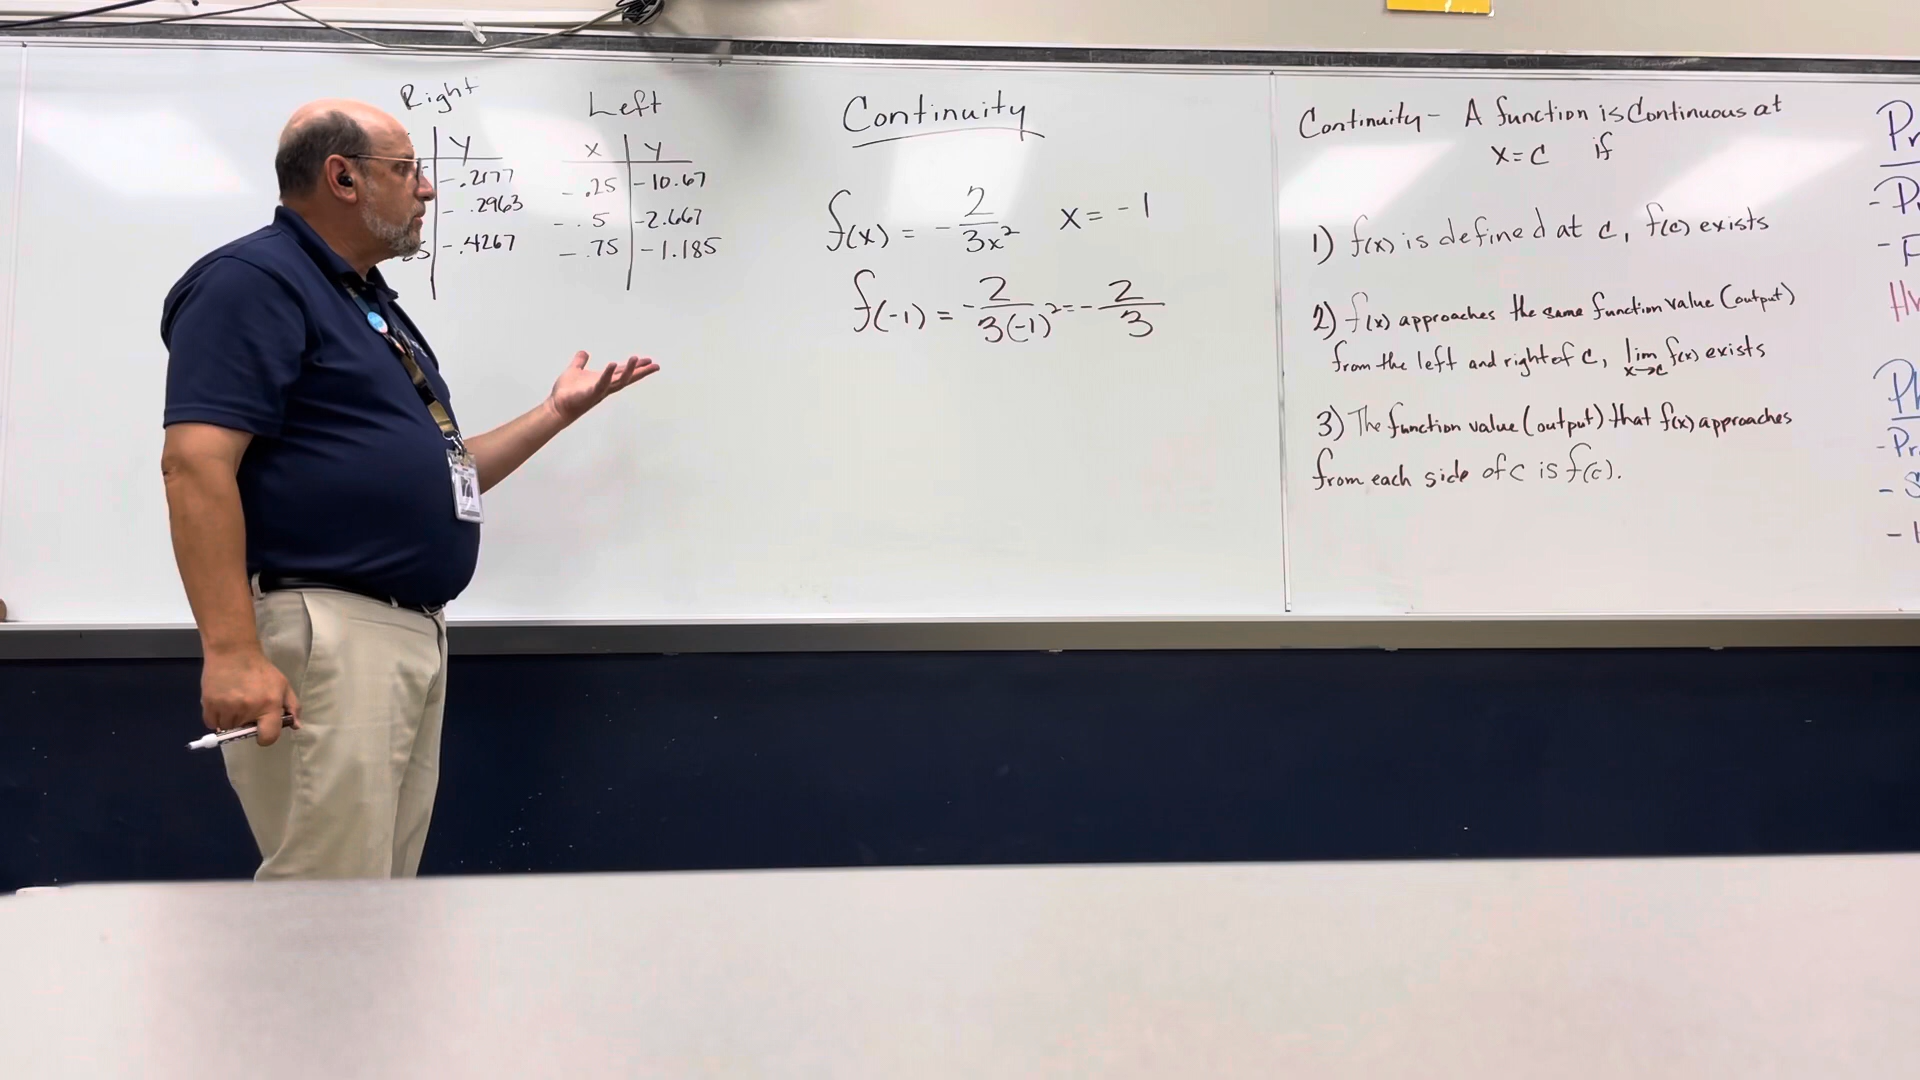 Right
Y
-.2177
-.2963
-.4267
Left
x | y
-.25 | -10.67
-.5 | -2.667
-.75 | -1.185
Continuity
f(x) = -2/3x² x = -1
f(-1) = -2/3(-1)² = -2/3
Continuity - A function is Continuous at
x = c if
1) f(x) is defined at c, f(c) exists
2) f(x) approaches the same function value (output)
from the left and right of c, lim x→c f(x) exists
3) The function value (output) that f(x) approaches
from each side of c is f(c).